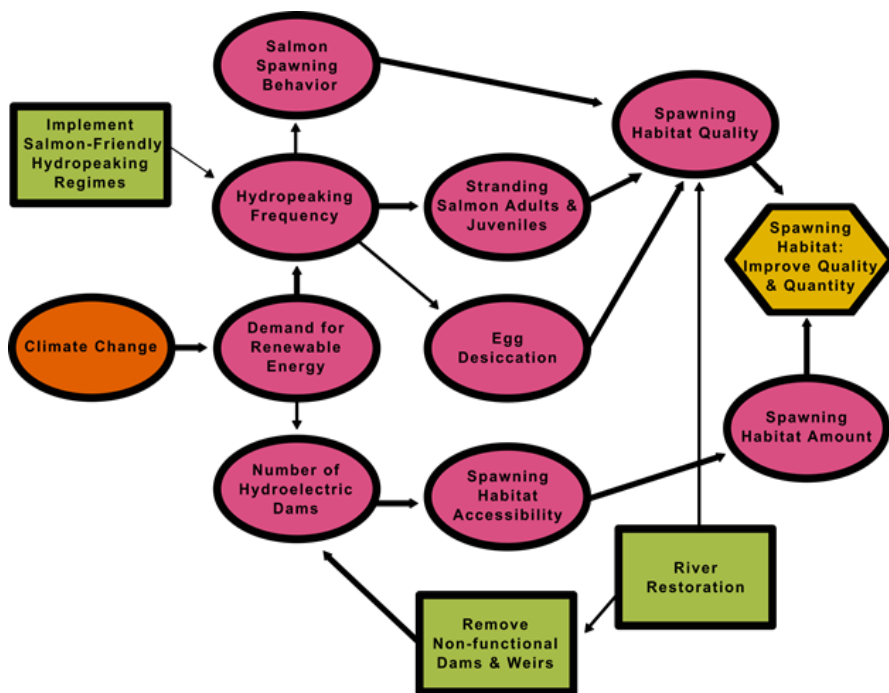 Salmon
Spawning
Behavior
Spawning
Habitat Quality
Implement
Salmon-Friendly
Hydropeaking
Regimes
Hydropeaking
Frequency
Stranding
Salmon Adults &
Juveniles
Spawning
Habitat:
Improve Quality
& Quantity
Climate Change
Demand for
Renewable
Energy
Egg
Desiccation
Spawning
Habitat Amount
Number of
Hydroelectric
Dams
Spawning
Habitat
Accessibility
River
Restoration
Remove
Non-functional
Dams & Weirs